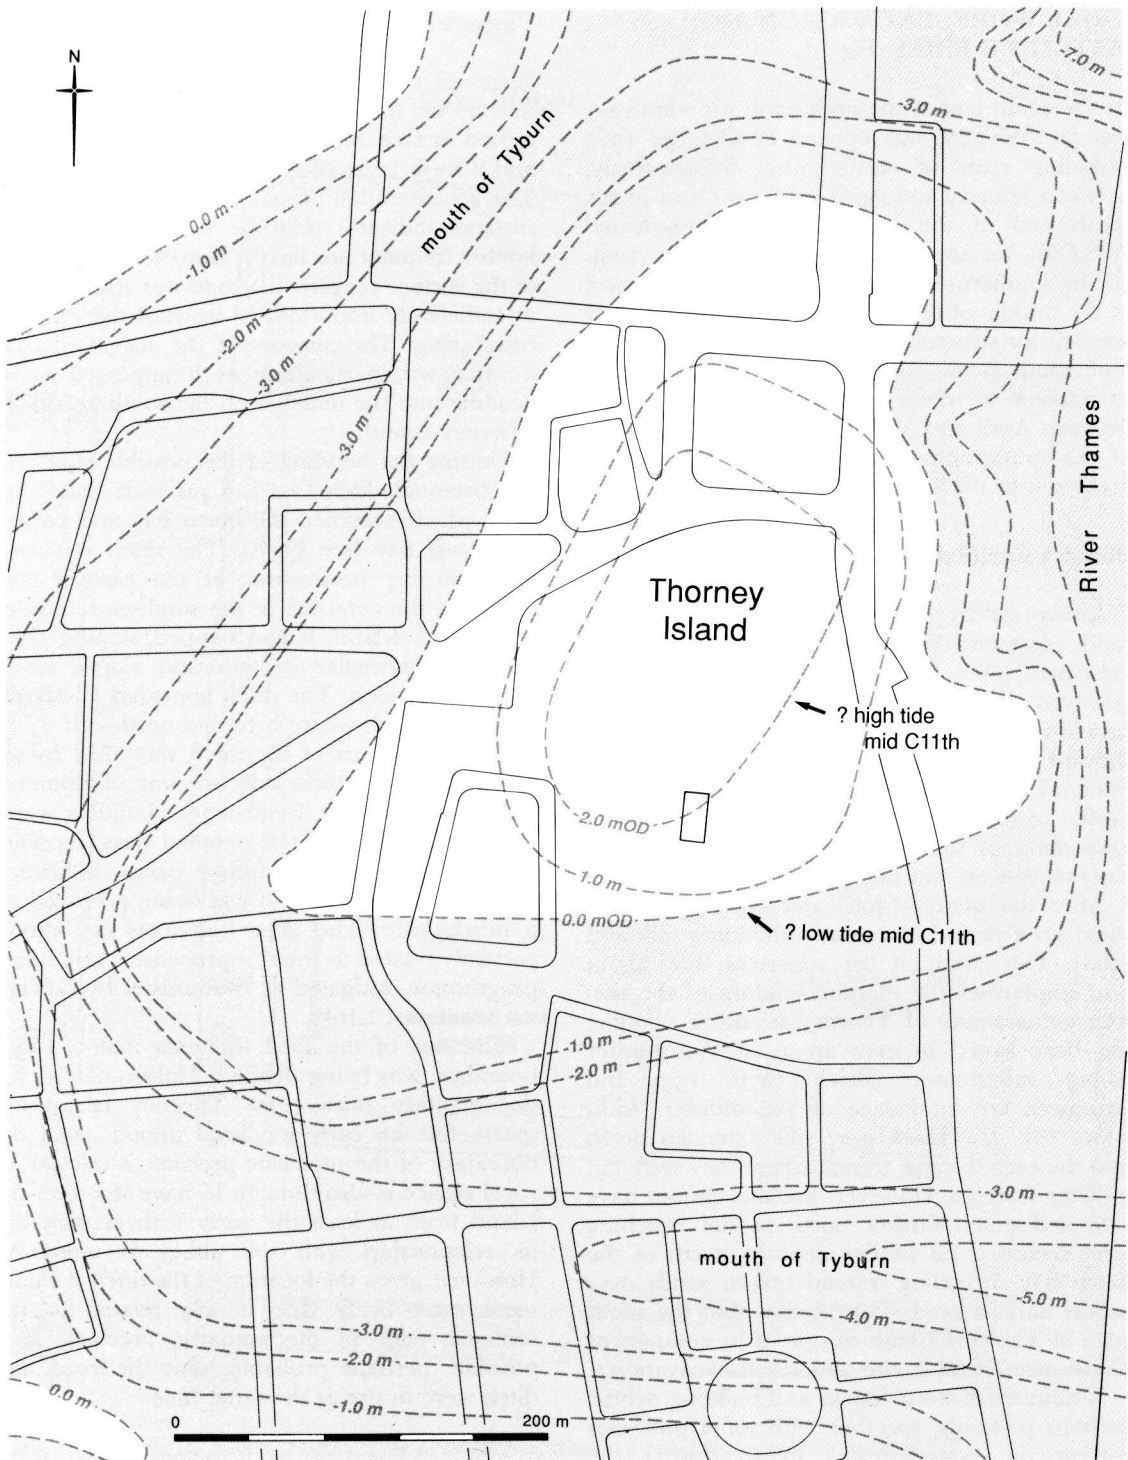 N
-7.0 m
-3.0 m
mouth of Tyburn
0.0 m
-1.0 m
-2.0 m
-3.0 m
-3.0 m
River Thames
Thorney
Island
? high tide
mid C11th
2.0 mOD
1.0 m
0.0 mOD
? low tide mid C11th
-1.0 m
-2.0 m
-3.0 m
mouth of Tyburn
-5.0 m
-4.0 m
-3.0 m
-2.0 m
-1.0 m
0.0 m
0
200 m